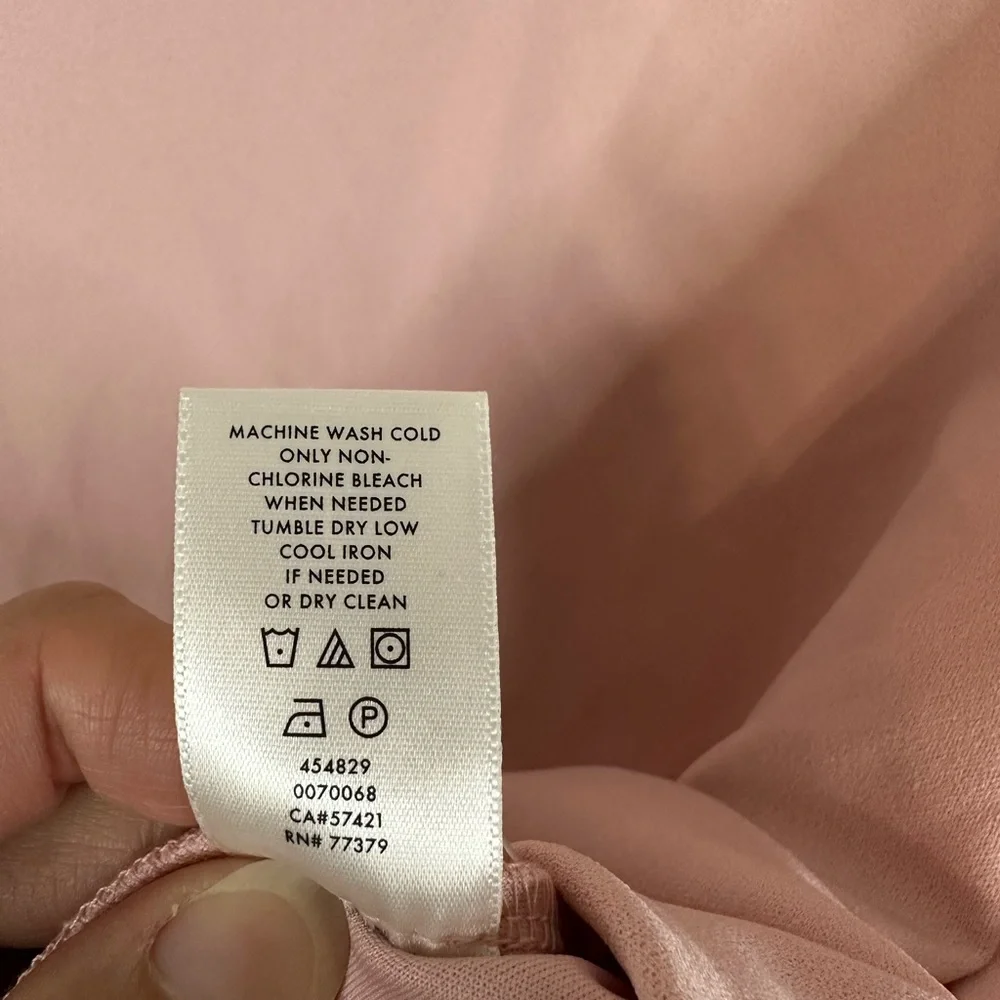 MACHINE WASH COLD
ONLY NON-
CHLORINE BLEACH
WHEN NEEDED
TUMBLE DRY LOW
COOL IRON
IF NEEDED
OR DRY CLEAN
P
454829
0070068
CA#57421
RN# 77379